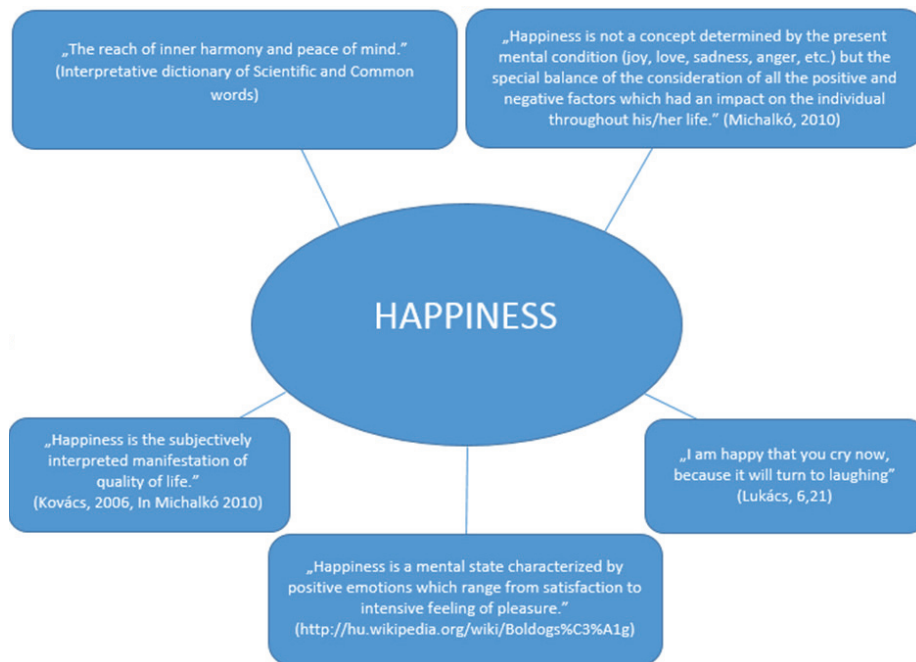 „The reach of inner harmony and peace of mind.”
(Interpretative dictionary of Scientific and Common
words)
„Happiness is not a concept determined by the present
mental condition (joy, love, sadness, anger, etc.) but the
special balance of the consideration of all the positive and
negative factors which had an impact on the individual
throughout his/her life.” (Michalkó, 2010)
HAPPINESS
„Happiness is the subjectively
interpreted manifestation of
quality of life.”
(Kovács, 2006, In Michalkó 2010)
„I am happy that you cry now,
because it will turn to laughing”
(Lukács, 6,21)
„Happiness is a mental state characterized by
positive emotions which range from satisfaction to
intensive feeling of pleasure.”
(http://hu.wikipedia.org/wiki/Boldogs%C3%A1g)